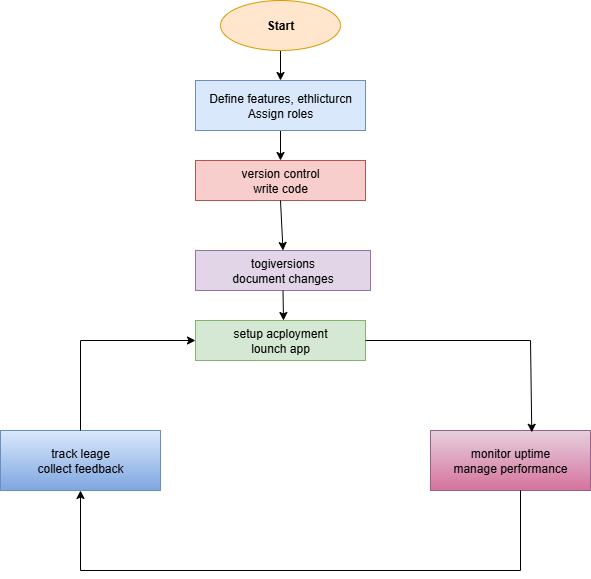 Start
Define features, ethlicturcn
Assign roles
version control
write code
togiversions
document changes
setup acployment
lounch app
track leage
collect feedback
monitor uptime
manage performance